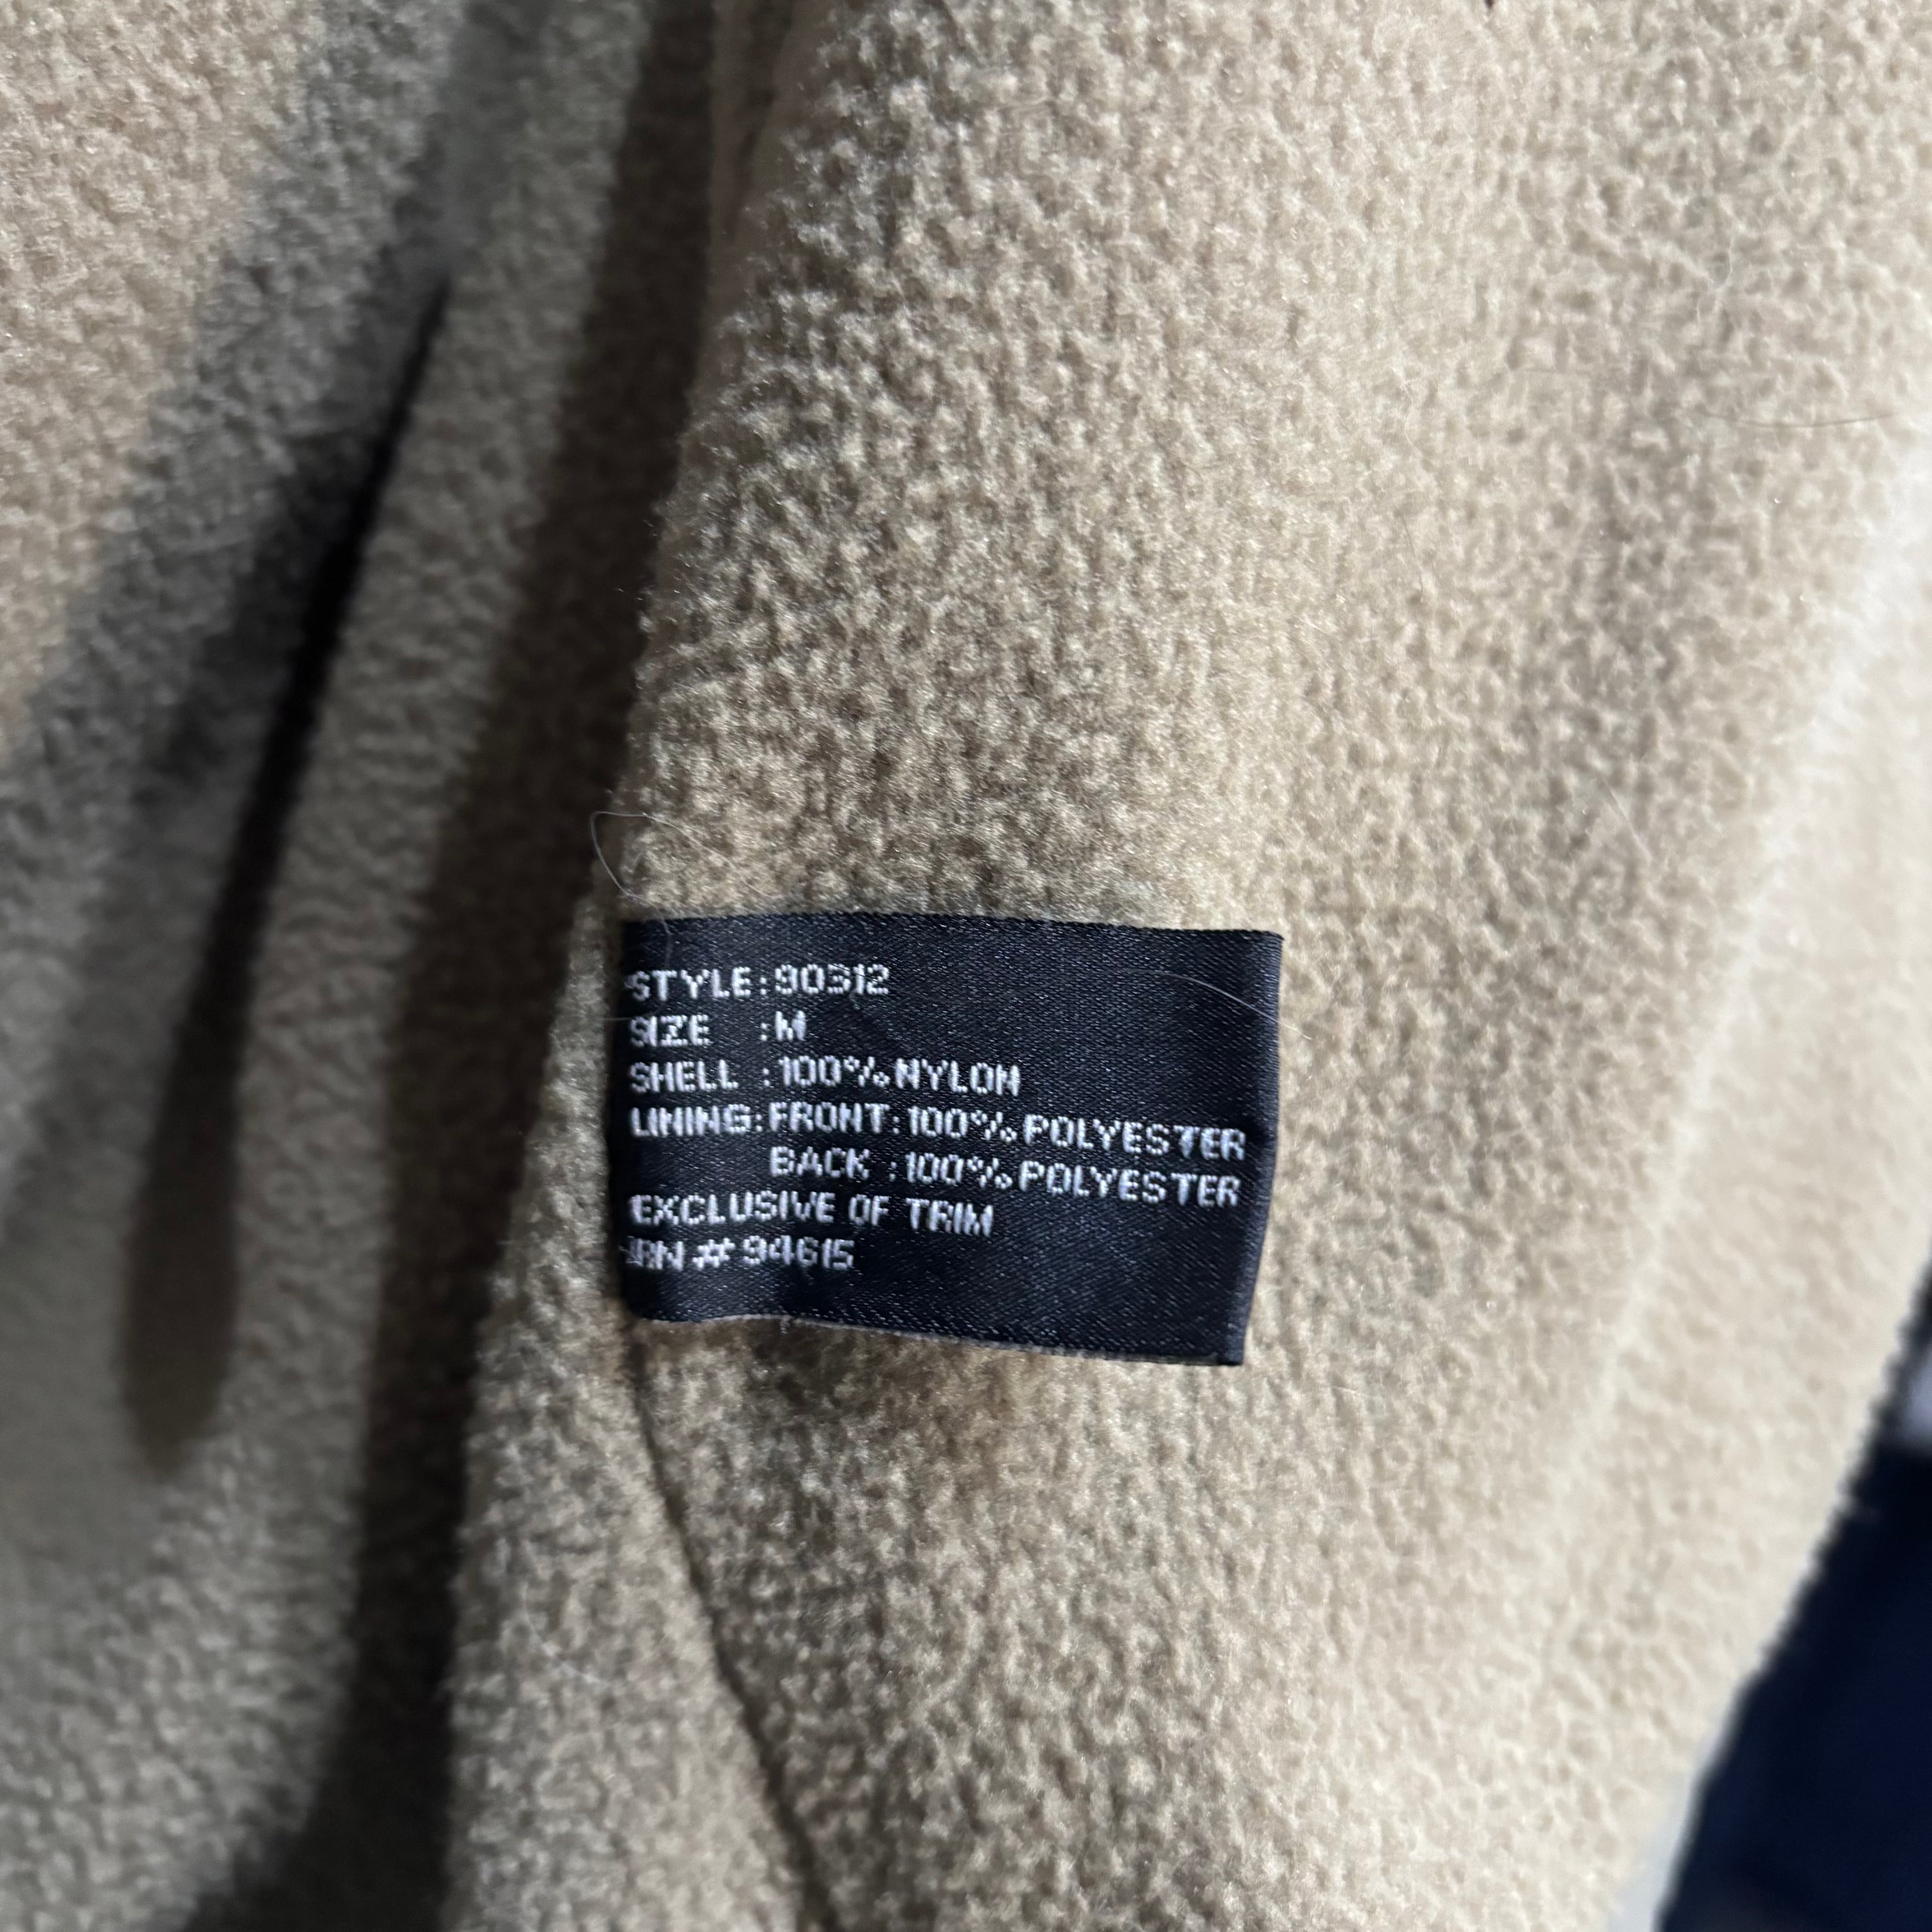 STYLE:90312
SIZE :M
SHELL :100%NYLON
LINING:FRONT:100%POLYESTER
BACK :100%POLYESTER
EXCLUSIVE OF TRIM
RN #94615